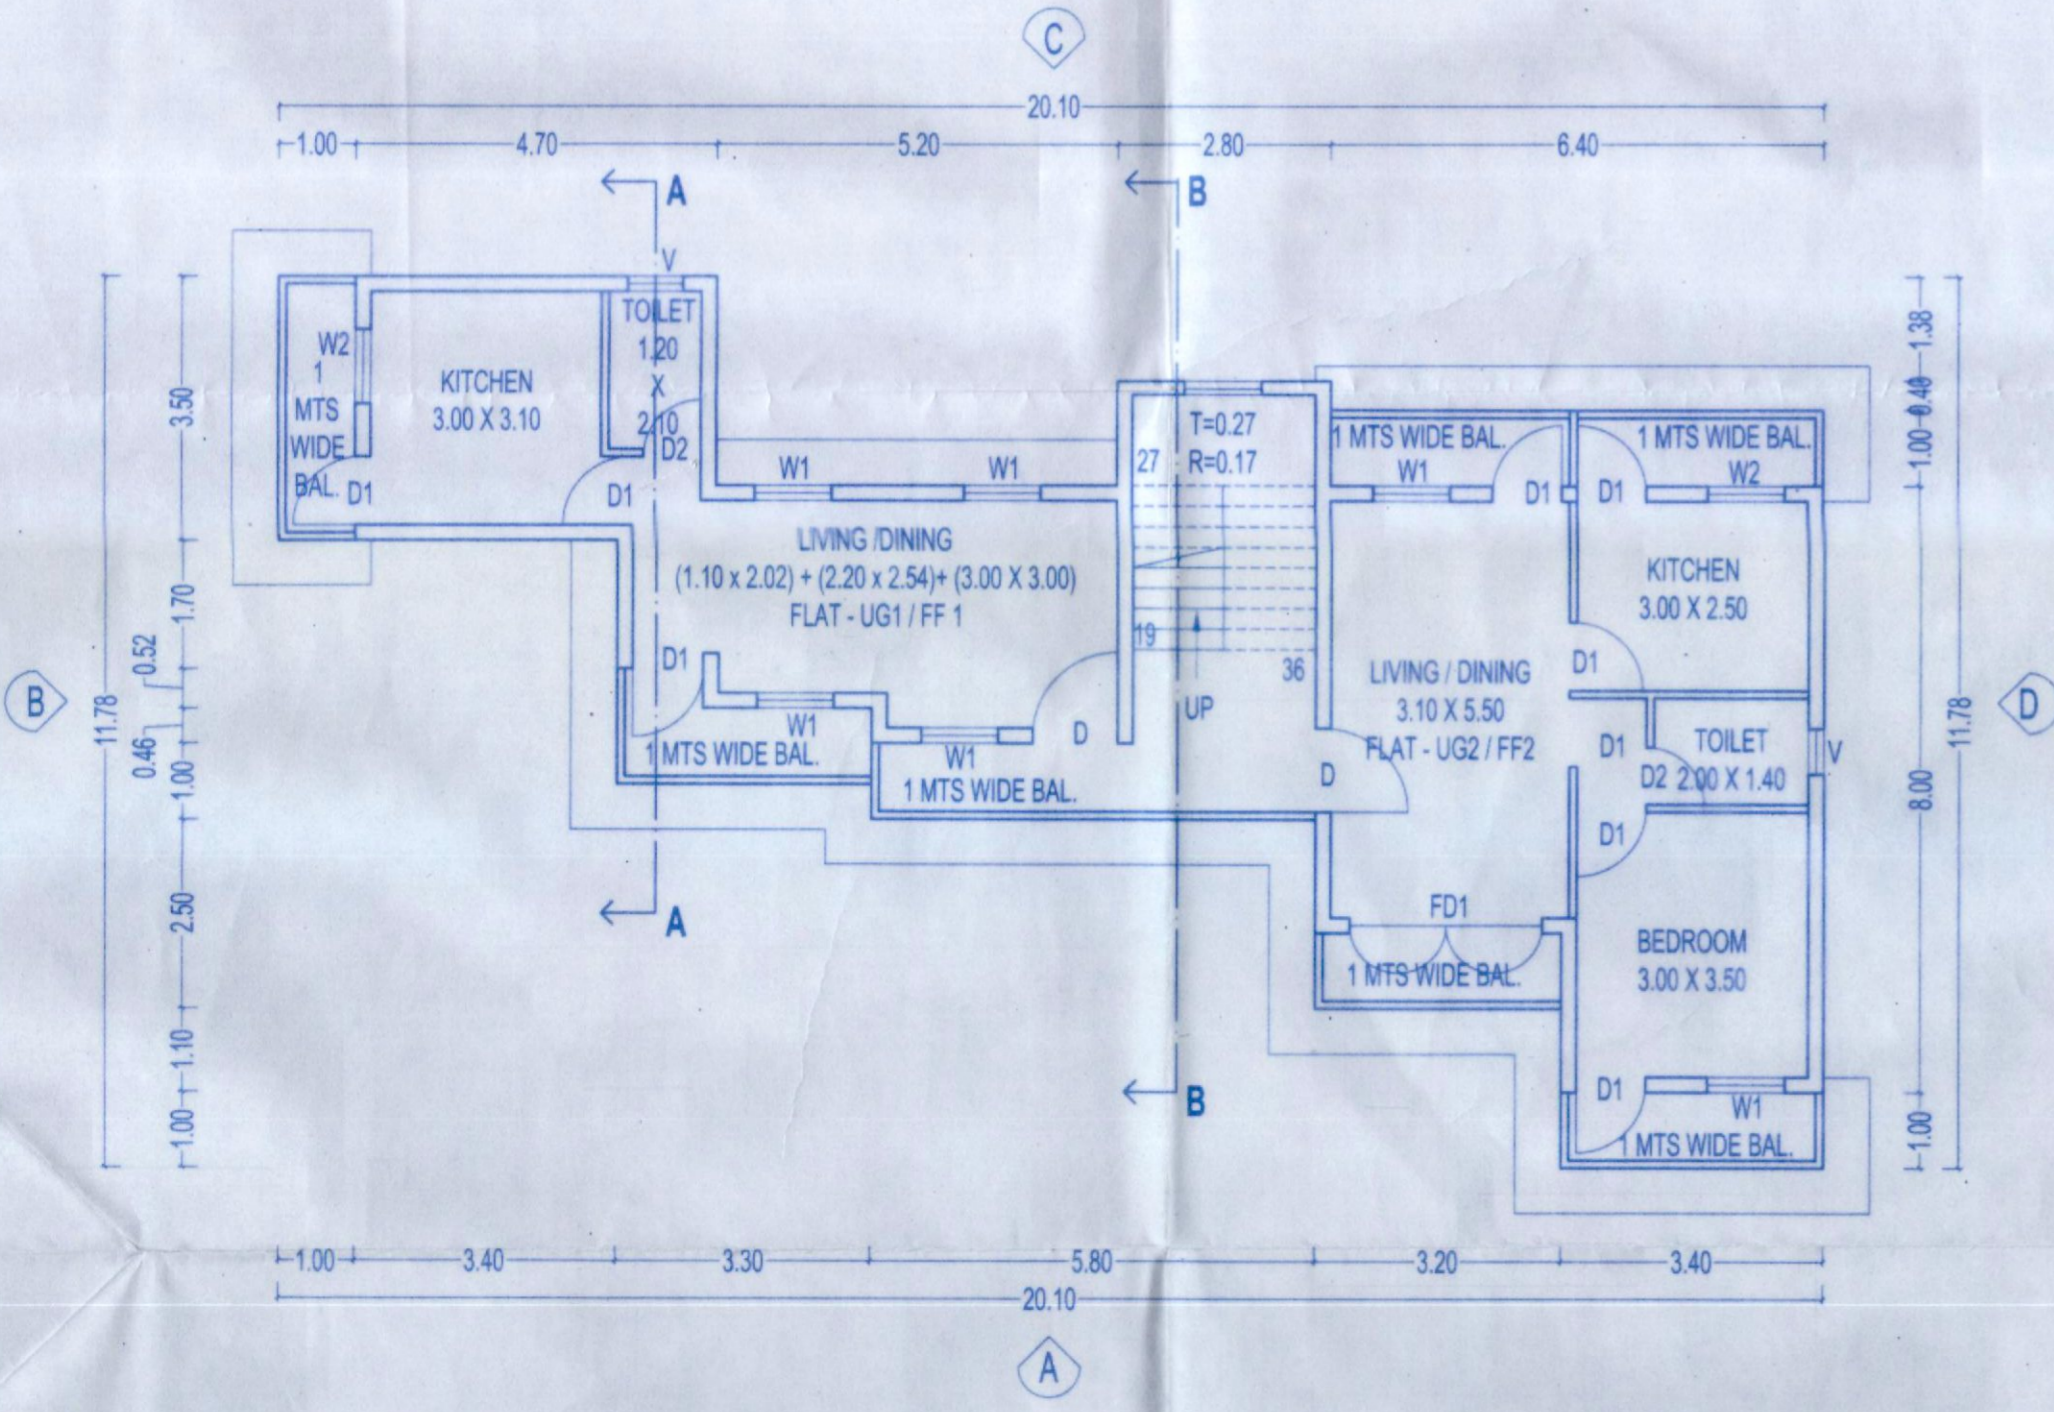 C
20.10
1.00 4.70 5.20 2.80 6.40
A B
V
TOILET
1.20
X
2.10
D2
W2
1
MTS
WIDE
BAL.
D1
KITCHEN
3.00 X 3.10
D1
W1 W1
27
T=0.27
R=0.17
1 MTS WIDE BAL.
W1
D1
1 MTS WIDE BAL.
W2
D1
LIVING /DINING
(1.10 x 2.02) + (2.20 x 2.54)+ (3.00 X 3.00)
FLAT - UG1 / FF 1
KITCHEN
3.00 X 2.50
19
36
UP
D1
LIVING / DINING
3.10 X 5.50
FLAT - UG2 / FF2
D1
D1
W1
1 MTS WIDE BAL.
W1
D
1 MTS WIDE BAL.
D
TOILET
2.00 X 1.40
D2
V
D1
FD1
1 MTS WIDE BAL.
BEDROOM
3.00 X 3.50
A
B
D1
W1
1 MTS WIDE BAL.
B
11.78
3.50
1.70
0.52
0.46
1.00
2.50
1.10
1.00
1.38
0.40
1.00
8.00
1.00
11.78
D
1.00 3.40 3.30 5.80 3.20 3.40
20.10
A